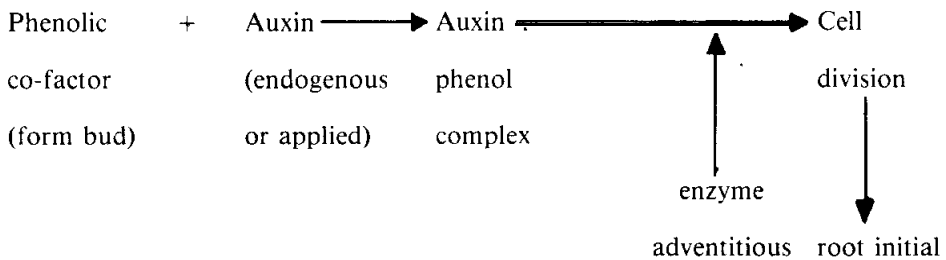 Phenolic + Auxin Auxin Cell
co-factor (endogenous phenol division
(form bud) or applied) complex
enzyme
adventitious root initial